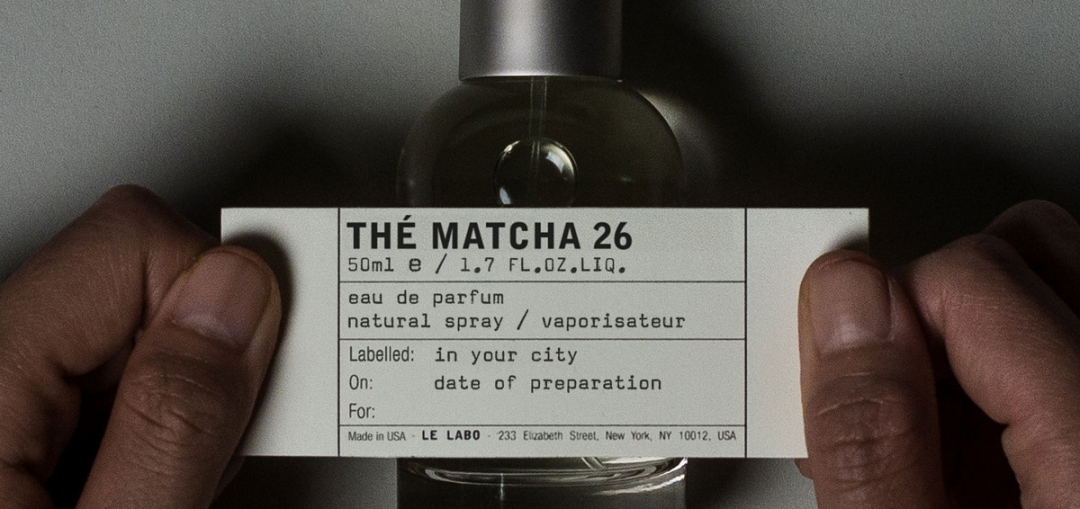 THÉ MATCHA 26
50ml e / 1.7 FL.OZ.LIQ.
eau de parfum
natural spray / vaporisateur
Labelled: in your city
On: date of preparation
For:
Made in USA · LE LABO · 233 Elizabeth Street, New York, NY 10012, USA